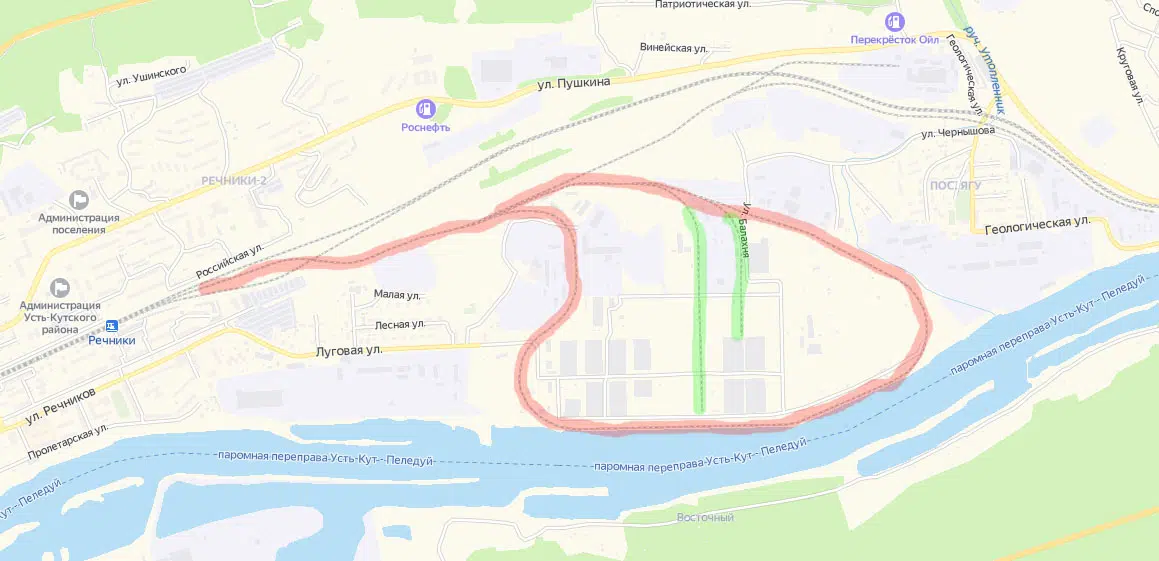 Патриотическая ул.
Спо
руч. Утопленник
Перекрёсток Ойл
Винейская ул.
Геологическая ул.
Круговая ул.
ул. Ушинского
ул. Пушкина
Роснефть
ул. Чернышова
РЕЧНИКИ-2
ПОС. ЯГУ
Администрация
поселения
ул. Балахня
Геологическая ул.
Российская ул.
Администрация
Усть-Кутского
района
Малая ул.
паромная переправа Усть-Кут - Пеледуй
Речники
Лесная ул.
Луговая ул.
ул. Речников
Пролетарская ул.
паромная переправа Усть-Кут - Пеледуй
паромная переправа Усть-Кут - Пеледуй
Кут - Пеледуй
Восточный